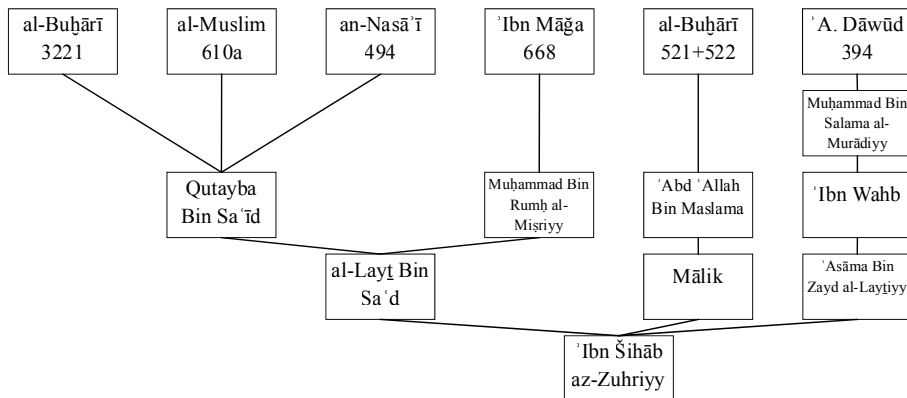 al-Buḫārī
3221
al-Muslim
610a
an-Nasāʾī
494
ʾIbn Māǧa
668
al-Buḫārī
521+522
ʾA. Dāwūd
394
Muḥammad Bin
Salama al-
Murādiyy
Qutayba
Bin Saʿīd
Muḥammad Bin
Rumḥ al-
Miṣriyy
ʿAbd ʾAllah
Bin Maslama
ʾIbn Wahb
al-Layṯ Bin
Saʿd
Mālik
ʾAsāma Bin
Zayd al-Layṯiyy
ʾIbn Šihāb
az-Zuhriyy